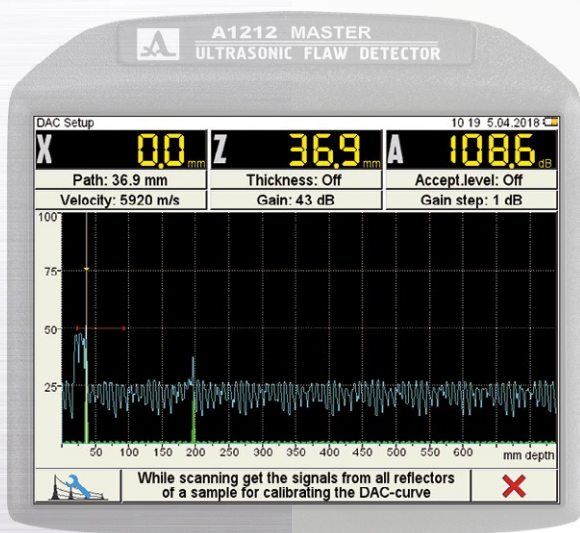 A1212 MASTER
ULTRASONIC FLAW DETECTOR
DAC Setup
10 19 5.04.2018
X 0.0 mm
Z 36.9 mm
A 108.6 dB
Path: 36.9 mm
Thickness: Off
Accept.level: Off
Velocity: 5920 m/s
Gain: 43 dB
Gain step: 1 dB
100
75
50
25
50 100 150 200 250 300 350 400 450 500 550 600 mm depth
While scanning get the signals from all reflectors
of a sample for calibrating the DAC-curve